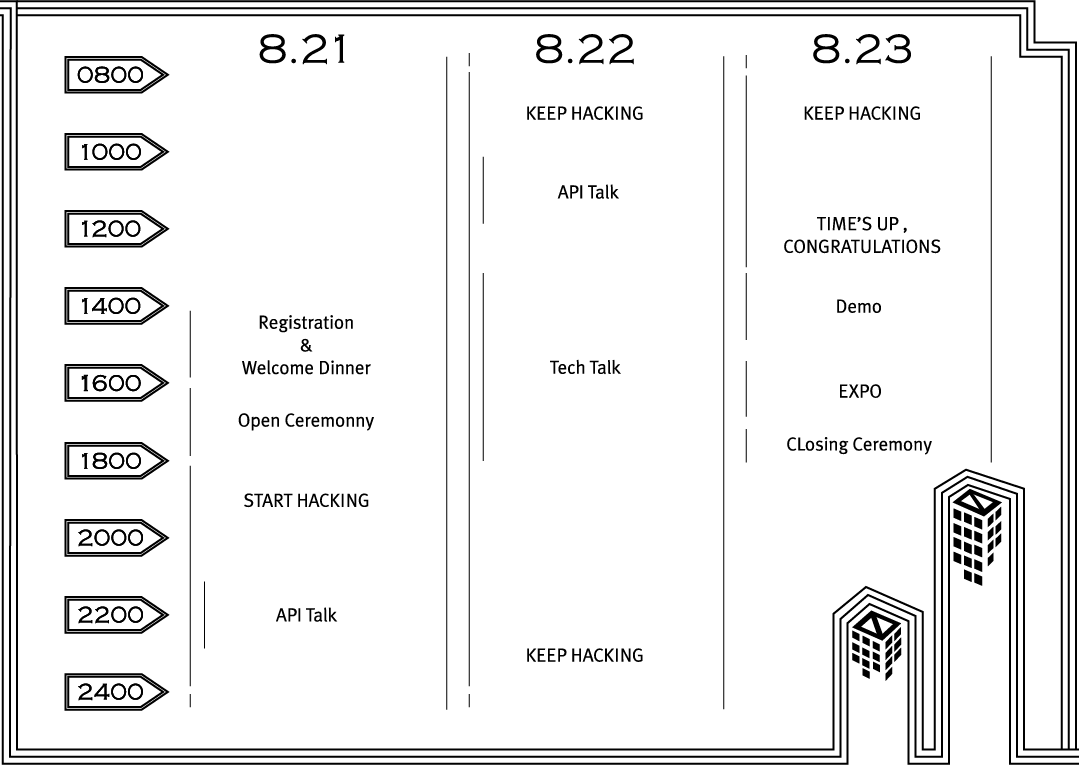 8.21
8.22
8.23
0800
1000
1200
1400
1600
1800
2000
2200
2400
Registration
&
Welcome Dinner
Open Ceremonny
START HACKING
API Talk
KEEP HACKING
API Talk
Tech Talk
KEEP HACKING
KEEP HACKING
TIME'S UP ,
CONGRATULATIONS
Demo
EXPO
CLosing Ceremony